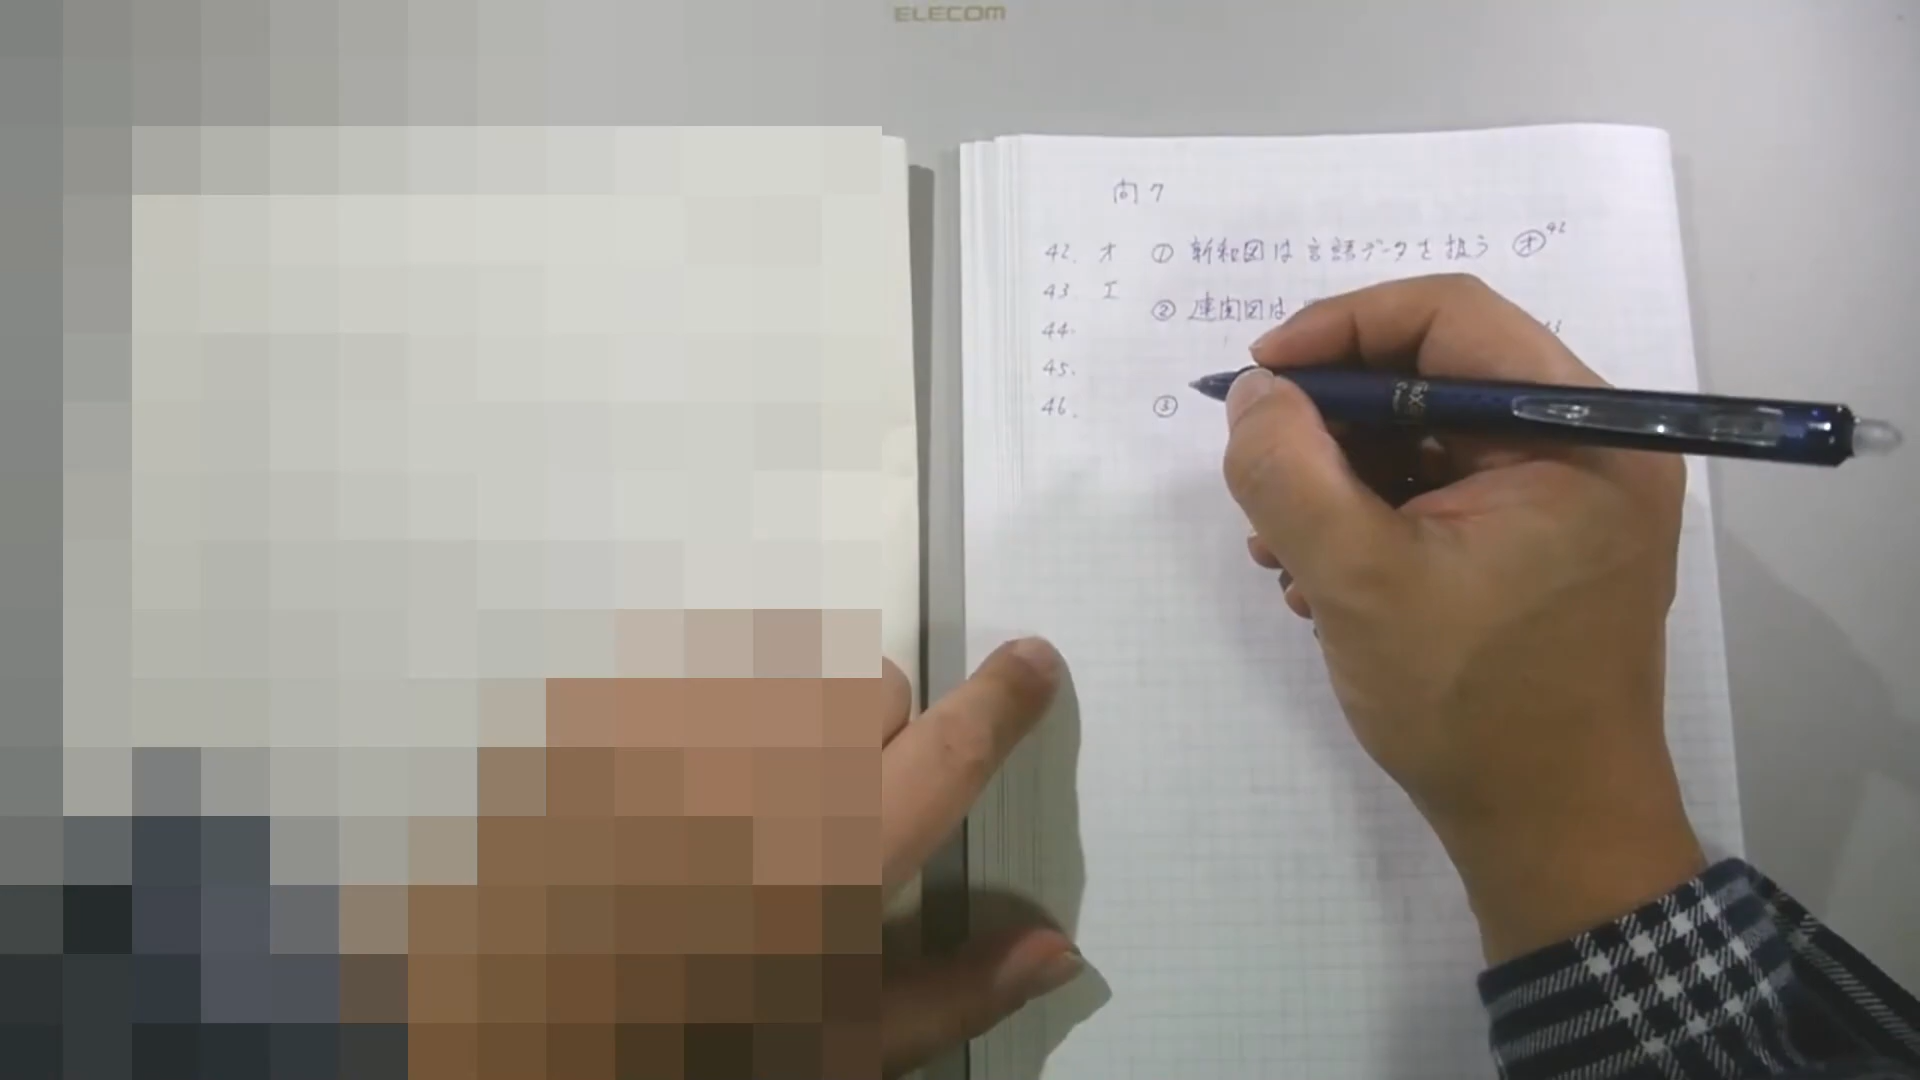 ELECOM
問7
42. オ ① 新和図は言語データを扱う オ 42
43 エ
② 連関図は
44.
45.
46. ③